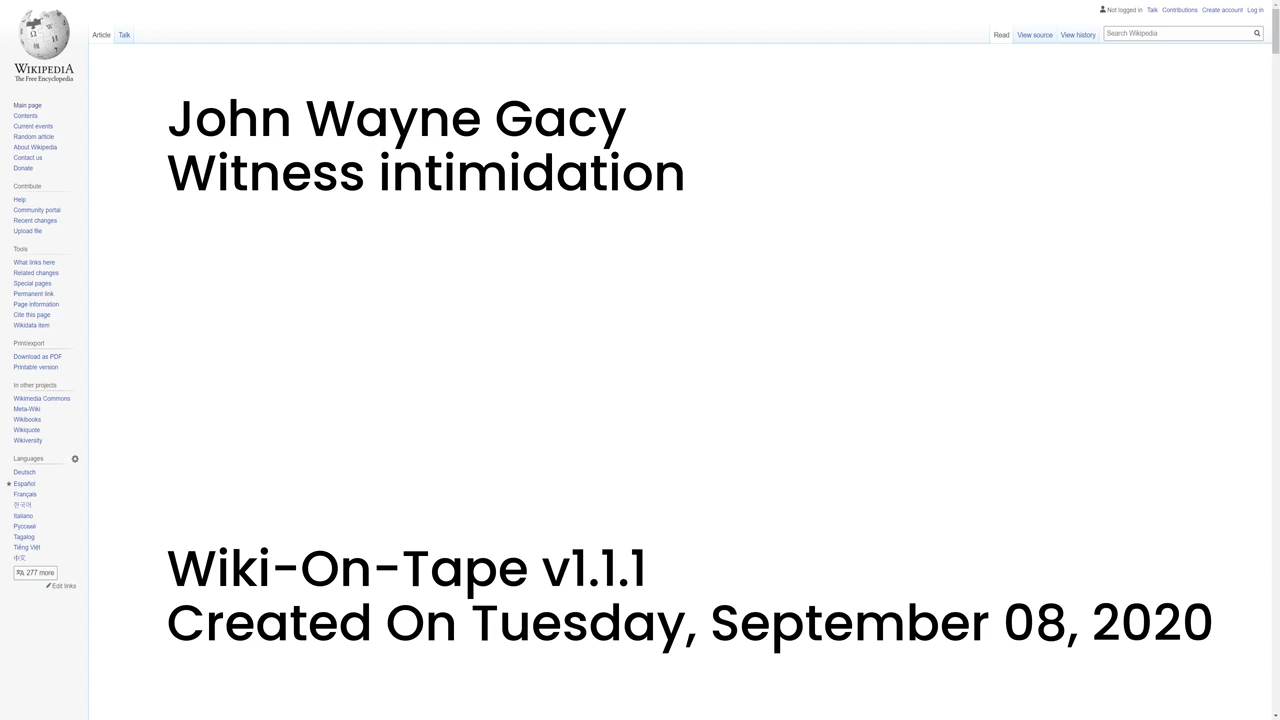 Not logged in Talk Contributions Create account Log in
Article Talk Read View source View history Search Wikipedia
WIKIPEDIA
The Free Encyclopedia
Main page
Contents
Current events
Random article
About Wikipedia
Contact us
Donate
Contribute
Help
Community portal
Recent changes
Upload file
Tools
What links here
Related changes
Special pages
Permanent link
Page information
Cite this page
Wikidata item
Print/export
Download as PDF
Printable version
In other projects
Wikimedia Commons
Meta-Wiki
Wikibooks
Wikiquote
Wikiversity
Languages
Deutsch
Español
Français
한국어
Italiano
Русский
Tagalog
Tiếng Việt
中文
277 more
Edit links
John Wayne Gacy
Witness intimidation
Wiki-On-Tape v1.1.1
Created On Tuesday, September 08, 2020